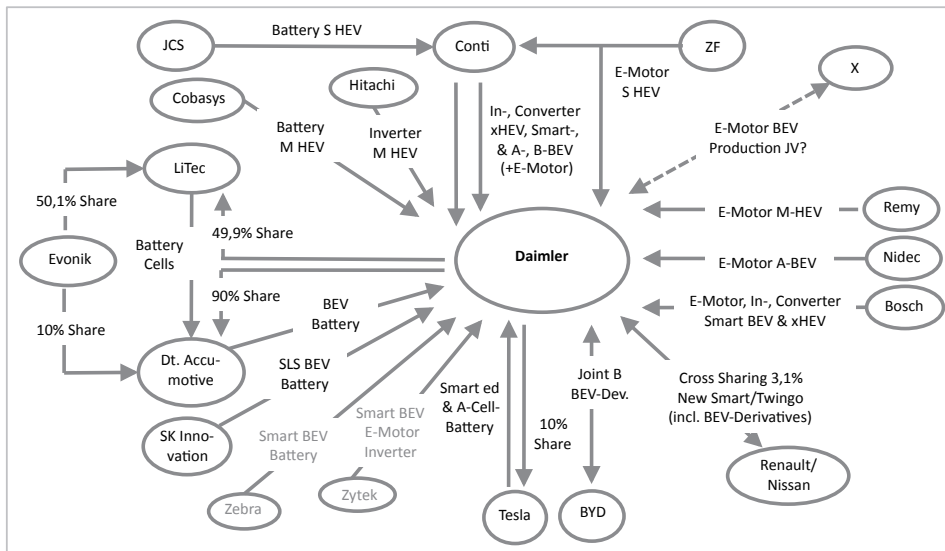 JCS
Battery S HEV
Conti
ZF
Cobasys
Hitachi
E-Motor
S HEV
X
Battery
M HEV
Inverter
M HEV
In-, Converter
xHEV, Smart-,
& A-, B-BEV
(+E-Motor)
E-Motor BEV
Production JV?
LiTec
50,1% Share
49,9% Share
Evonik
Battery
Cells
Daimler
E-Motor M-HEV
Remy
E-Motor A-BEV
Nidec
E-Motor, In-, Converter
Smart BEV & xHEV
Bosch
10% Share
90% Share
BEV
Battery
Dt. Accu-
motive
SLS BEV
Battery
SK Inno-
vation
Smart BEV
Battery
Zebra
Smart BEV
E-Motor
Inverter
Zytek
Smart ed
& A-Cell-
Battery
10%
Share
Tesla
Joint B
BEV-Dev.
BYD
Cross Sharing 3,1%
New Smart/Twingo
(incl. BEV-Derivatives)
Renault/
Nissan